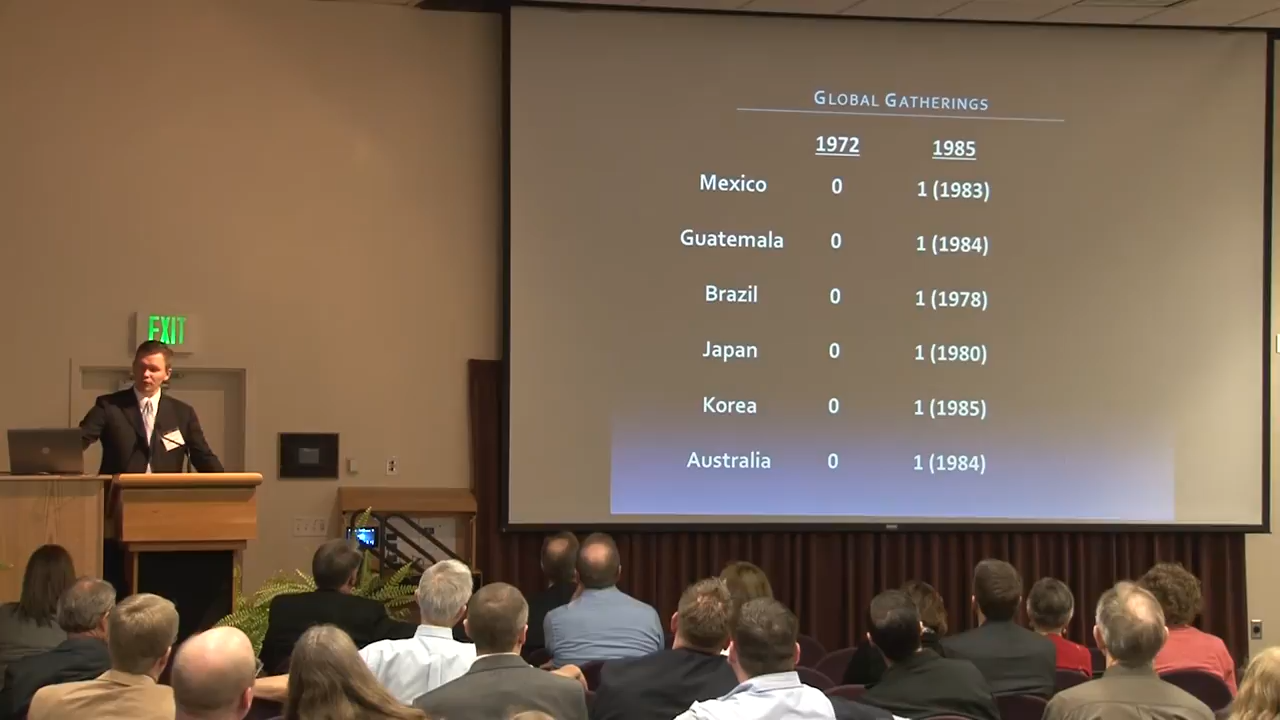 GLOBAL GATHERINGS
1972 1985
Mexico 0 1 (1983)
Guatemala 0 1 (1984)
Brazil 0 1 (1978)
Japan 0 1 (1980)
Korea 0 1 (1985)
Australia 0 1 (1984)
EXIT